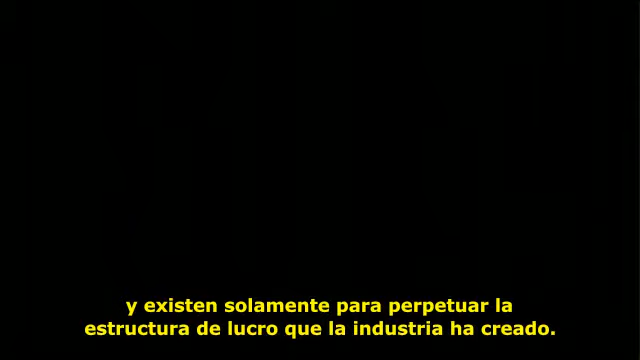 y existen solamente para perpetuar la
estructura de lucro que la industria ha creado.